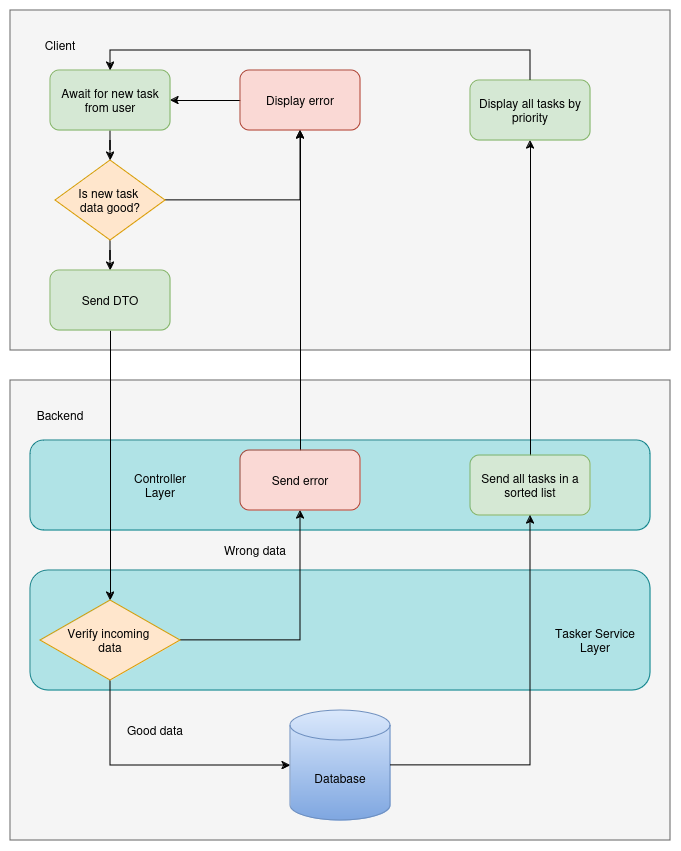 Client
Await for new task
from user
Display error
Display all tasks by
priority
Is new task
data good?
Send DTO
Backend
Controller
Layer
Send error
Send all tasks in a
sorted list
Wrong data
Verify incoming
data
Tasker Service
Layer
Good data
Database